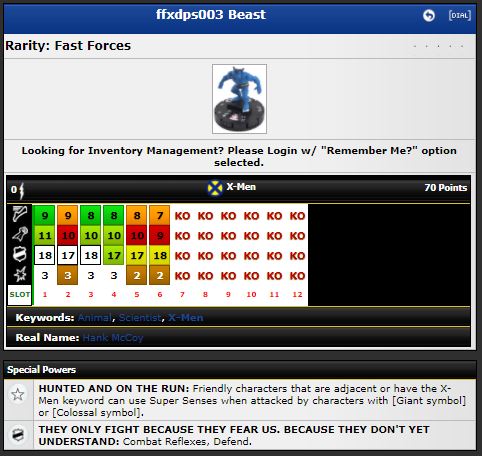 ffxdps003 Beast
[DIAL]
Rarity: Fast Forces
Looking for Inventory Management? Please Login w/ "Remember Me?" option
selected.
0 X-Men 70 Points
9 9 8 8 8 7 KO KO KO KO KO KO
11 10 10 10 10 9 KO KO KO KO KO KO
18 17 18 17 17 18 KO KO KO KO KO KO
3 3 3 3 2 2 KO KO KO KO KO KO
SLOT 1 2 3 4 5 6 7 8 9 10 11 12
Keywords: Animal, Scientist, X-Men
Real Name: Hank McCoy
Special Powers
HUNTED AND ON THE RUN: Friendly characters that are adjacent or have the X-
Men keyword can use Super Senses when attacked by characters with [Giant symbol]
or [Colossal symbol].
THEY ONLY FIGHT BECAUSE THEY FEAR US. BECAUSE THEY DON'T YET
UNDERSTAND: Combat Reflexes, Defend.